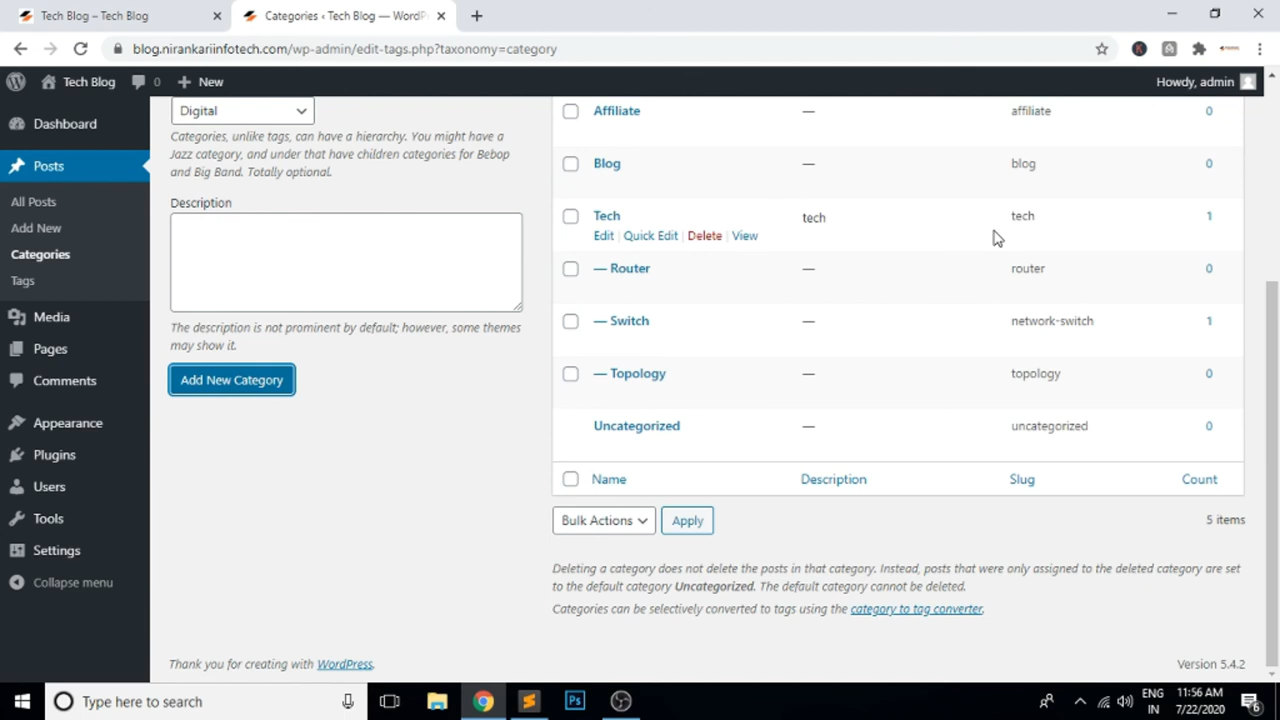 Tech Blog – Tech Blog
Categories ‹ Tech Blog — WordPr
blog.nirankariinfotech.com/wp-admin/edit-tags.php?taxonomy=category
K
Tech Blog
0
New
Howdy, admin
Dashboard
Posts
All Posts
Add New
Categories
Tags
Media
Pages
Comments
Appearance
Plugins
Users
Tools
Settings
Collapse menu
Digital
Categories, unlike tags, can have a hierarchy. You might have a
Jazz category, and under that have children categories for Bebop
and Big Band. Totally optional.
Description
The description is not prominent by default; however, some themes
may show it.
Add New Category
Affiliate — affiliate 0
Blog — blog 0
Tech tech tech 1
Edit | Quick Edit | Delete | View
— Router — router 0
— Switch — network-switch 1
— Topology — topology 0
Uncategorized — uncategorized 0
Name Description Slug Count
Bulk Actions Apply 5 items
Deleting a category does not delete the posts in that category. Instead, posts that were only assigned to the deleted category are set
to the default category Uncategorized. The default category cannot be deleted.
Categories can be selectively converted to tags using the category to tag converter.
Thank you for creating with WordPress.
Version 5.4.2
Type here to search
Ps
ENG
IN
11:56 AM
7/22/2020
6